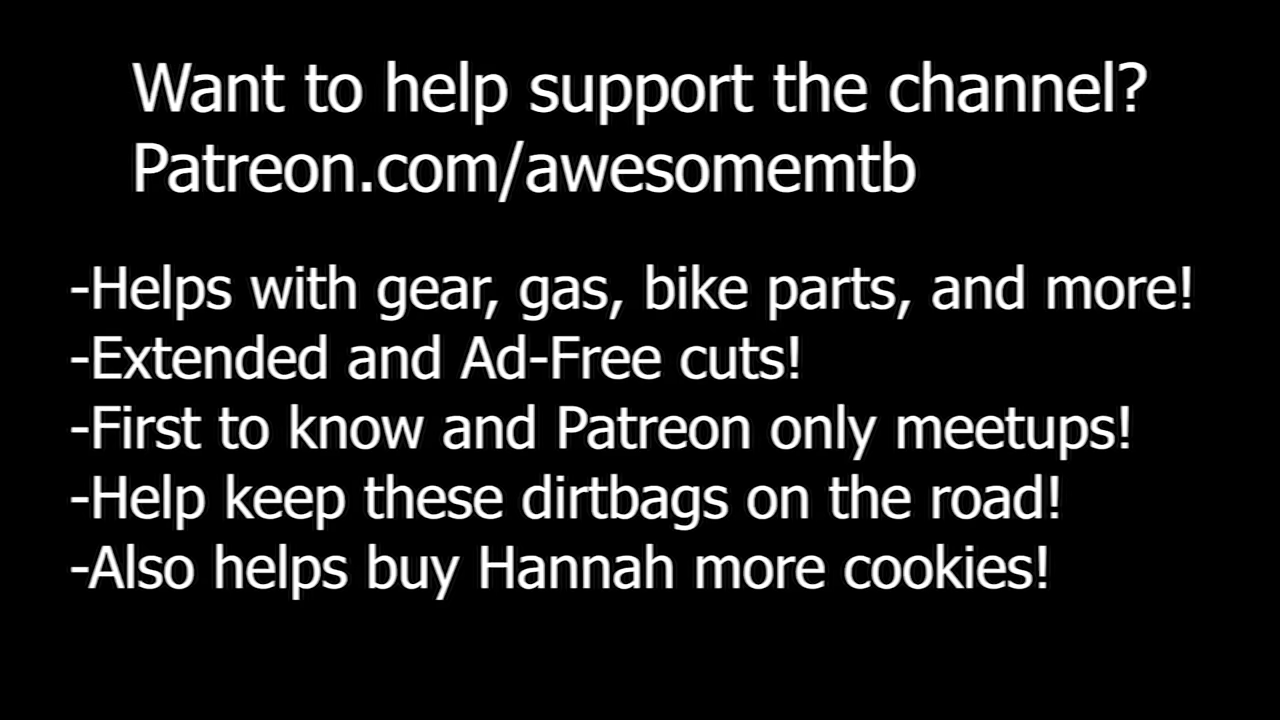 Want to help support the channel?
Patreon.com/awesomemtb
-Helps with gear, gas, bike parts, and more!
-Extended and Ad-Free cuts!
-First to know and Patreon only meetups!
-Help keep these dirtbags on the road!
-Also helps buy Hannah more cookies!